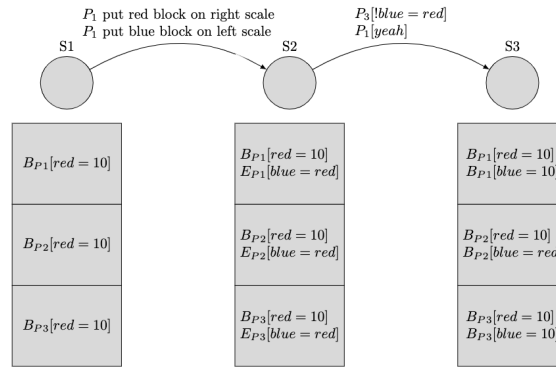 P1 put red block on right scale
P1 put blue block on left scale
P3[!blue = red]
P1[yeah]
S1
S2
S3
BP1[red = 10]
BP1[red = 10]
EP1[blue = red]
BP1[red = 10]
BP1[blue = 10]
BP2[red = 10]
BP2[red = 10]
EP2[blue = red]
BP2[red = 10]
BP2[blue = red
BP3[red = 10]
BP3[red = 10]
EP3[blue = red]
BP3[red = 10]
BP3[blue = 10]